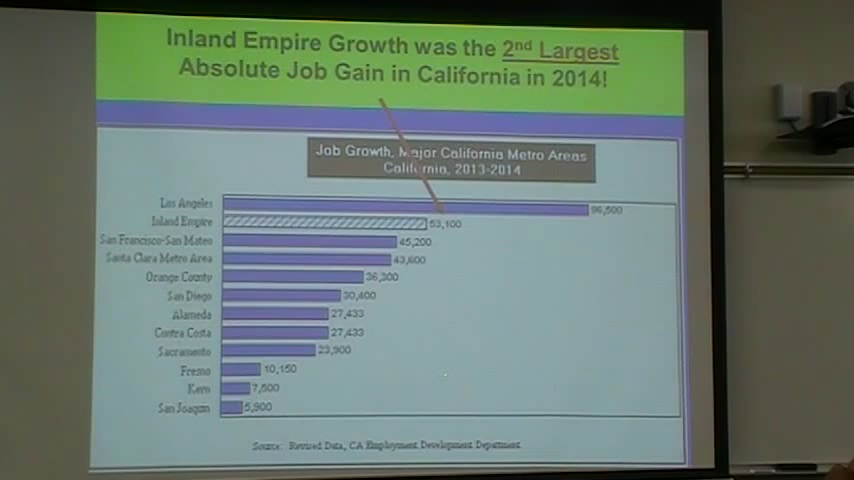 Inland Empire Growth was the 2nd Largest
Absolute Job Gain in California in 2014!
Job Growth, Major California Metro Areas
California, 2013-2014
Los Angeles 96,500
Inland Empire 53,100
San Francisco-San Mateo 45,200
Santa Clara Metro Area 43,600
Orange County 36,300
San Diego 30,400
Alameda 27,433
Contra Costa 27,433
Sacramento 23,900
Fresno 10,150
Kern 7,500
San Joaquin 5,900
Source: Revised Data, CA Employment Development Department